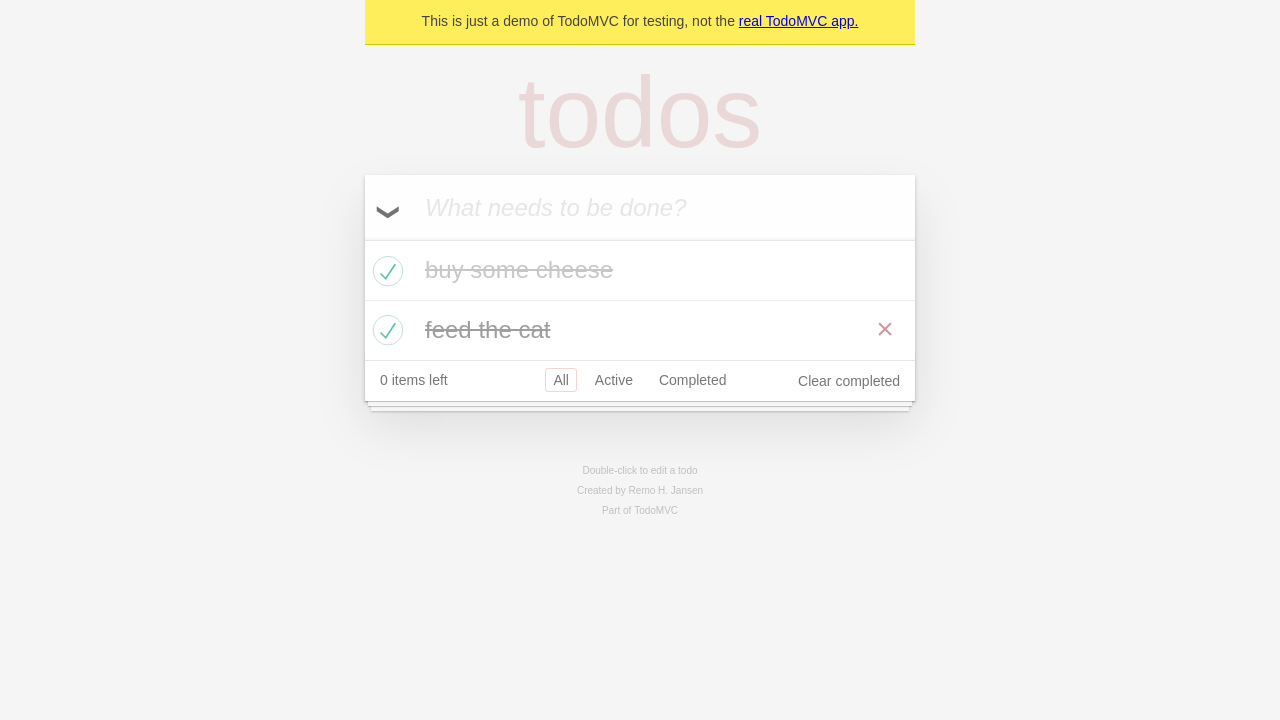 This is just a demo of TodoMVC for testing, not the real TodoMVC app.
todos
What needs to be done?
buy some cheese
feed the cat
0 items left All Active Completed Clear completed
Double-click to edit a todo
Created by Remo H. Jansen
Part of TodoMVC